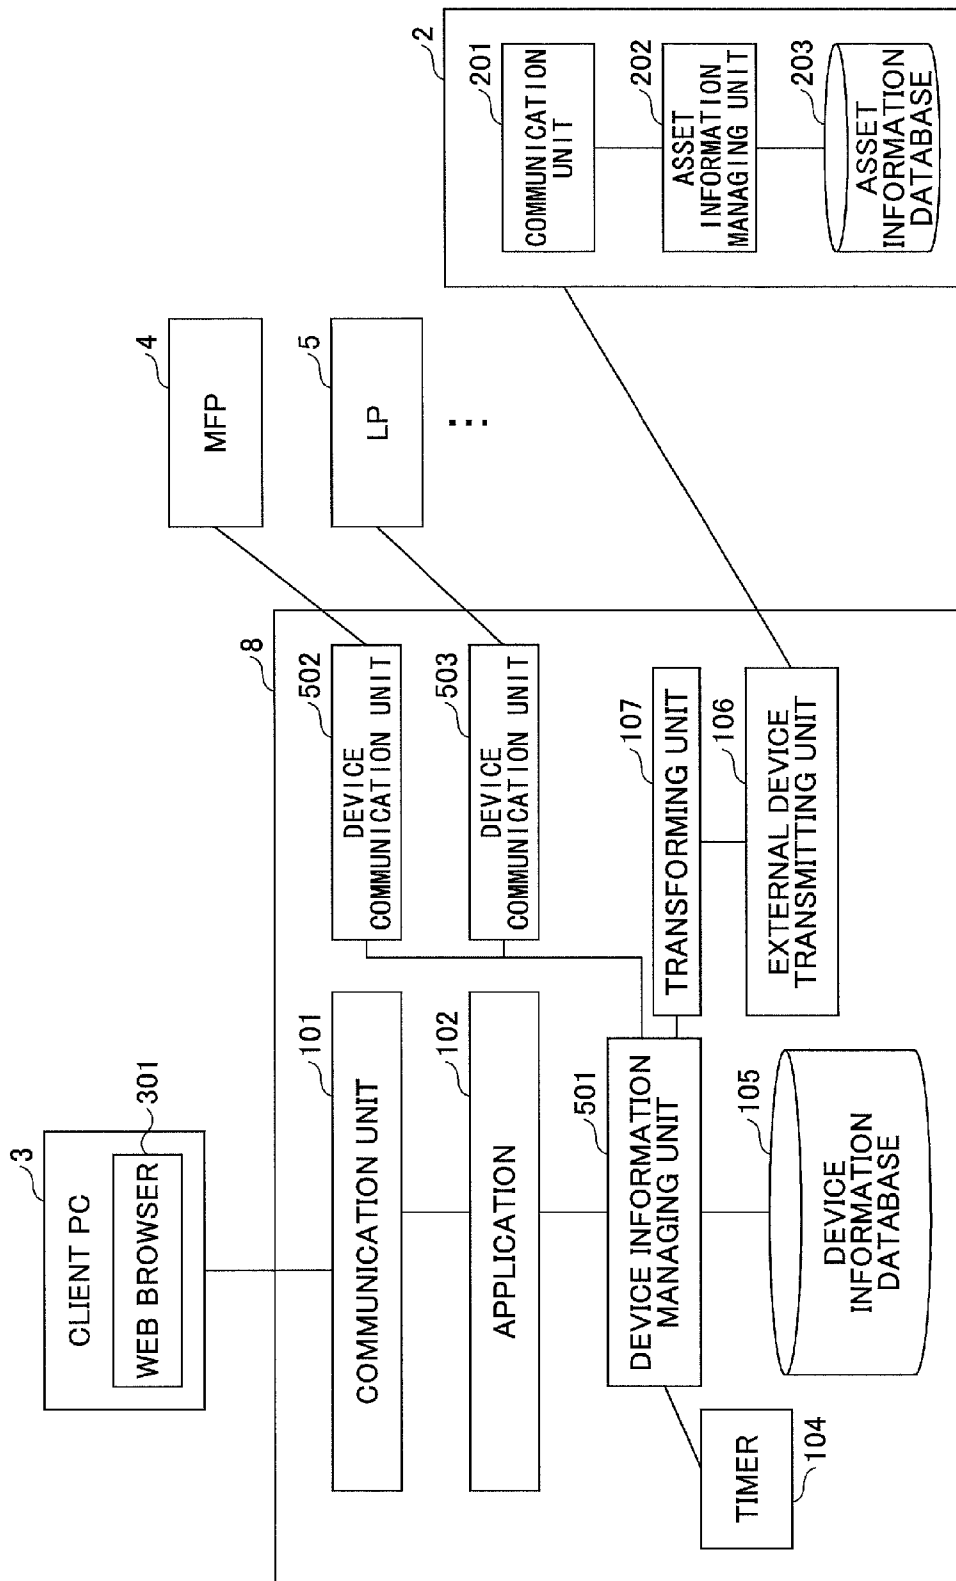 3
CLIENT PC
WEB BROWSER
301
8
COMMUNICATION UNIT
101
APPLICATION
102
DEVICE INFORMATION
MANAGING UNIT
501
TIMER
104
DEVICE
INFORMATION
DATABASE
105
DEVICE
COMMUNICATION UNIT
502
DEVICE
COMMUNICATION UNIT
503
TRANSFORMING UNIT
107
EXTERNAL DEVICE
TRANSMITTING UNIT
106
MFP
4
LP
5
...
2
COMMUNICATION
UNIT
201
ASSET
INFORMATION
MANAGING UNIT
202
ASSET
INFORMATION
DATABASE
203